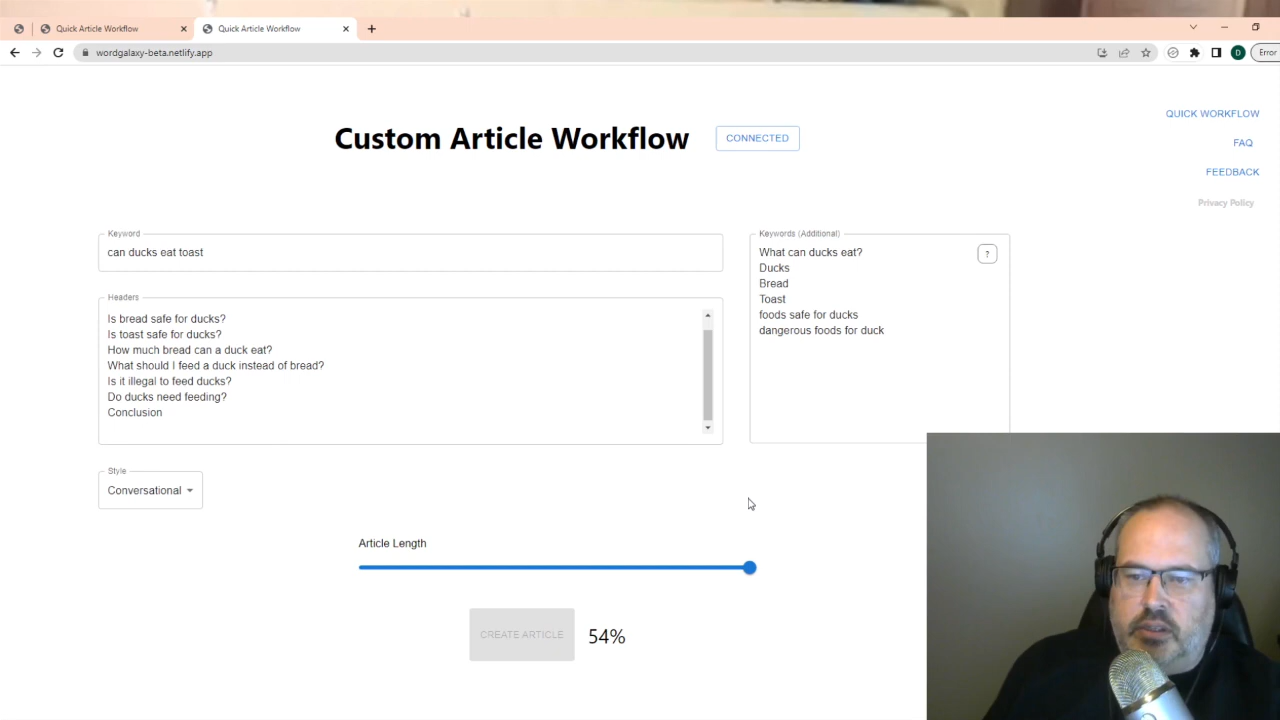 Quick Article Workflow
Quick Article Workflow
wordgalaxy-beta.netlify.app
D
Error
Custom Article Workflow
CONNECTED
QUICK WORKFLOW
FAQ
FEEDBACK
Privacy Policy
Keyword
can ducks eat toast
Headers
Is bread safe for ducks?
Is toast safe for ducks?
How much bread can a duck eat?
What should I feed a duck instead of bread?
Is it illegal to feed ducks?
Do ducks need feeding?
Conclusion
Keywords (Additional)
What can ducks eat?
?
Ducks
Bread
Toast
foods safe for ducks
dangerous foods for duck
Style
Conversational
Article Length
CREATE ARTICLE
54%